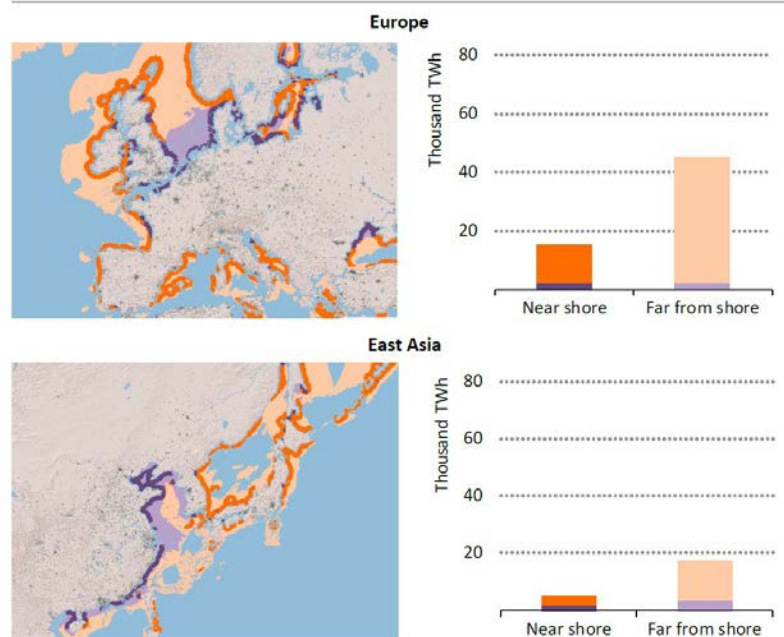 Europe
Thousand TWh
80
60
40
20
Near shore
Far from shore
East Asia
Thousand TWh
80
60
40
20
Near shore
Far from shore